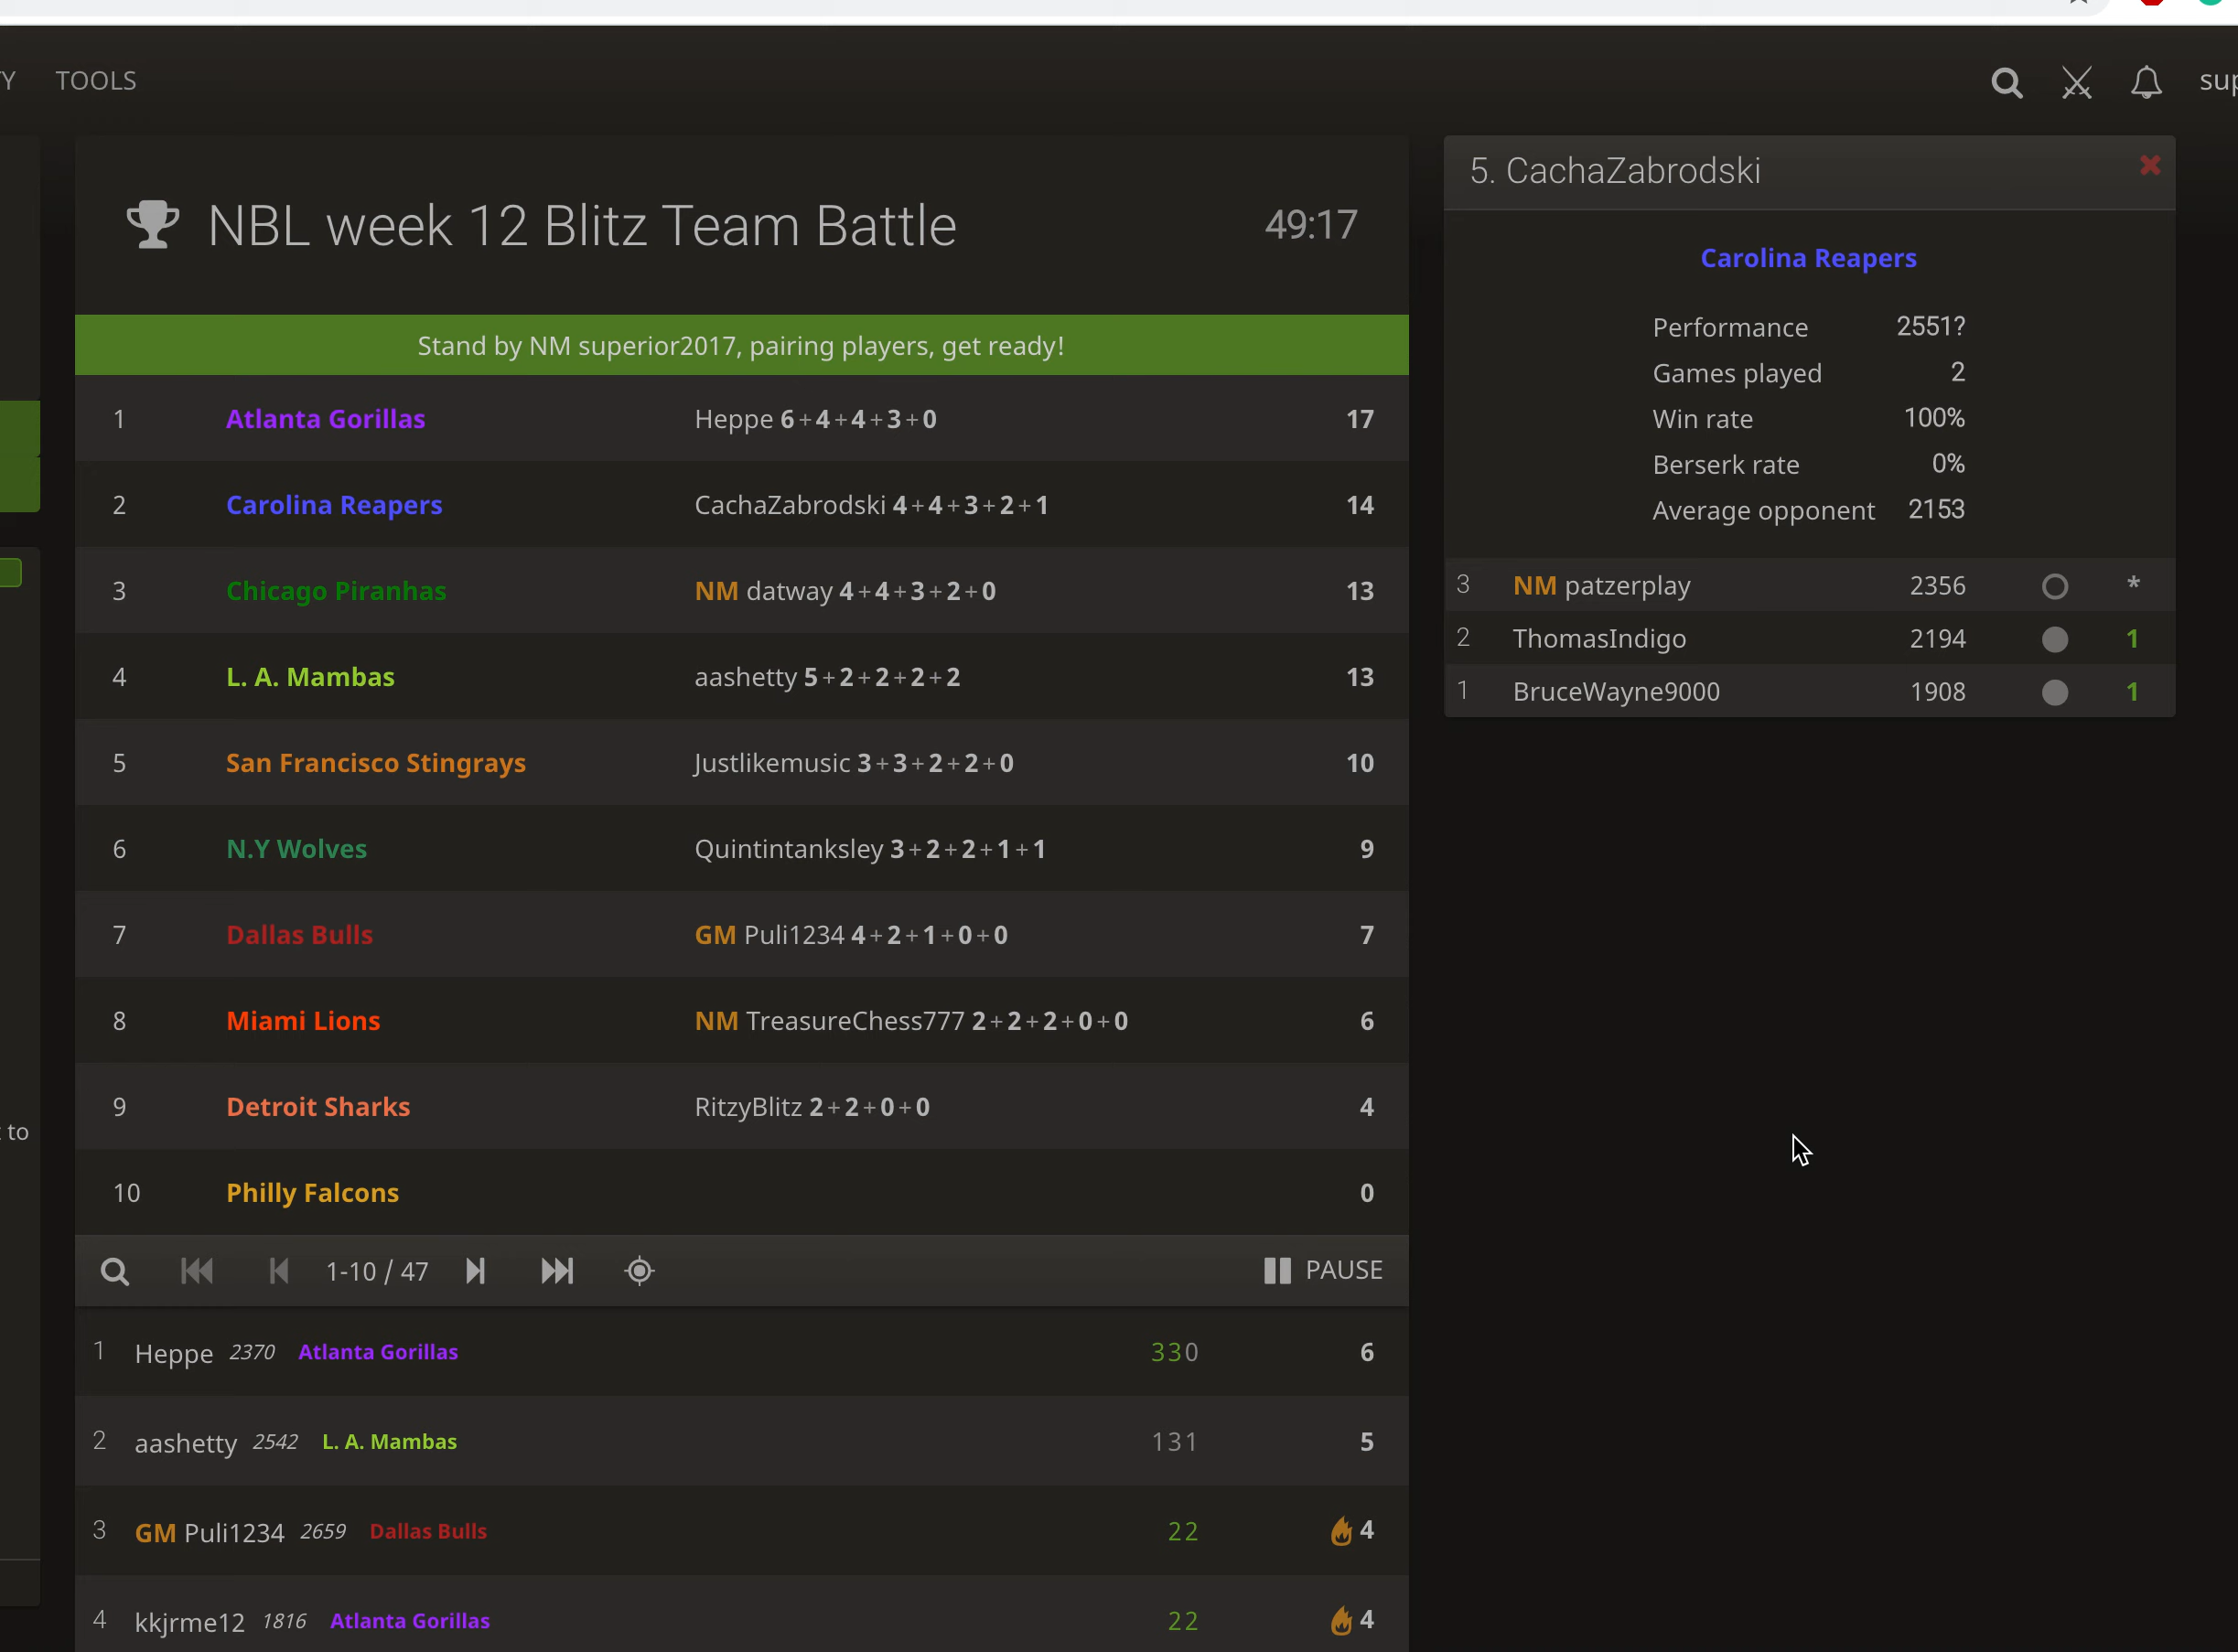 Y TOOLS sup
NBL week 12 Blitz Team Battle 49:17
Stand by NM superior2017, pairing players, get ready!
1 Atlanta Gorillas Heppe 6+4+4+3+0 17
2 Carolina Reapers CachaZabrodski 4+4+3+2+1 14
3 Chicago Piranhas NM datway 4+4+3+2+0 13
4 L. A. Mambas aashetty 5+2+2+2+2 13
5 San Francisco Stingrays Justlikemusic 3+3+2+2+0 10
6 N.Y Wolves Quintintanksley 3+2+2+1+1 9
7 Dallas Bulls GM Puli1234 4+2+1+0+0 7
8 Miami Lions NM TreasureChess777 2+2+2+0+0 6
9 Detroit Sharks RitzyBlitz 2+2+0+0 4
10 Philly Falcons 0
1-10 / 47 PAUSE
1 Heppe 2370 Atlanta Gorillas 330 6
2 aashetty 2542 L. A. Mambas 131 5
3 GM Puli1234 2659 Dallas Bulls 22 4
4 kkjrme12 1816 Atlanta Gorillas 22 4
5. CachaZabrodski
Carolina Reapers
Performance 2551?
Games played 2
Win rate 100%
Berserk rate 0%
Average opponent 2153
3 NM patzerplay 2356 *
2 ThomasIndigo 2194 1
1 BruceWayne9000 1908 1
to